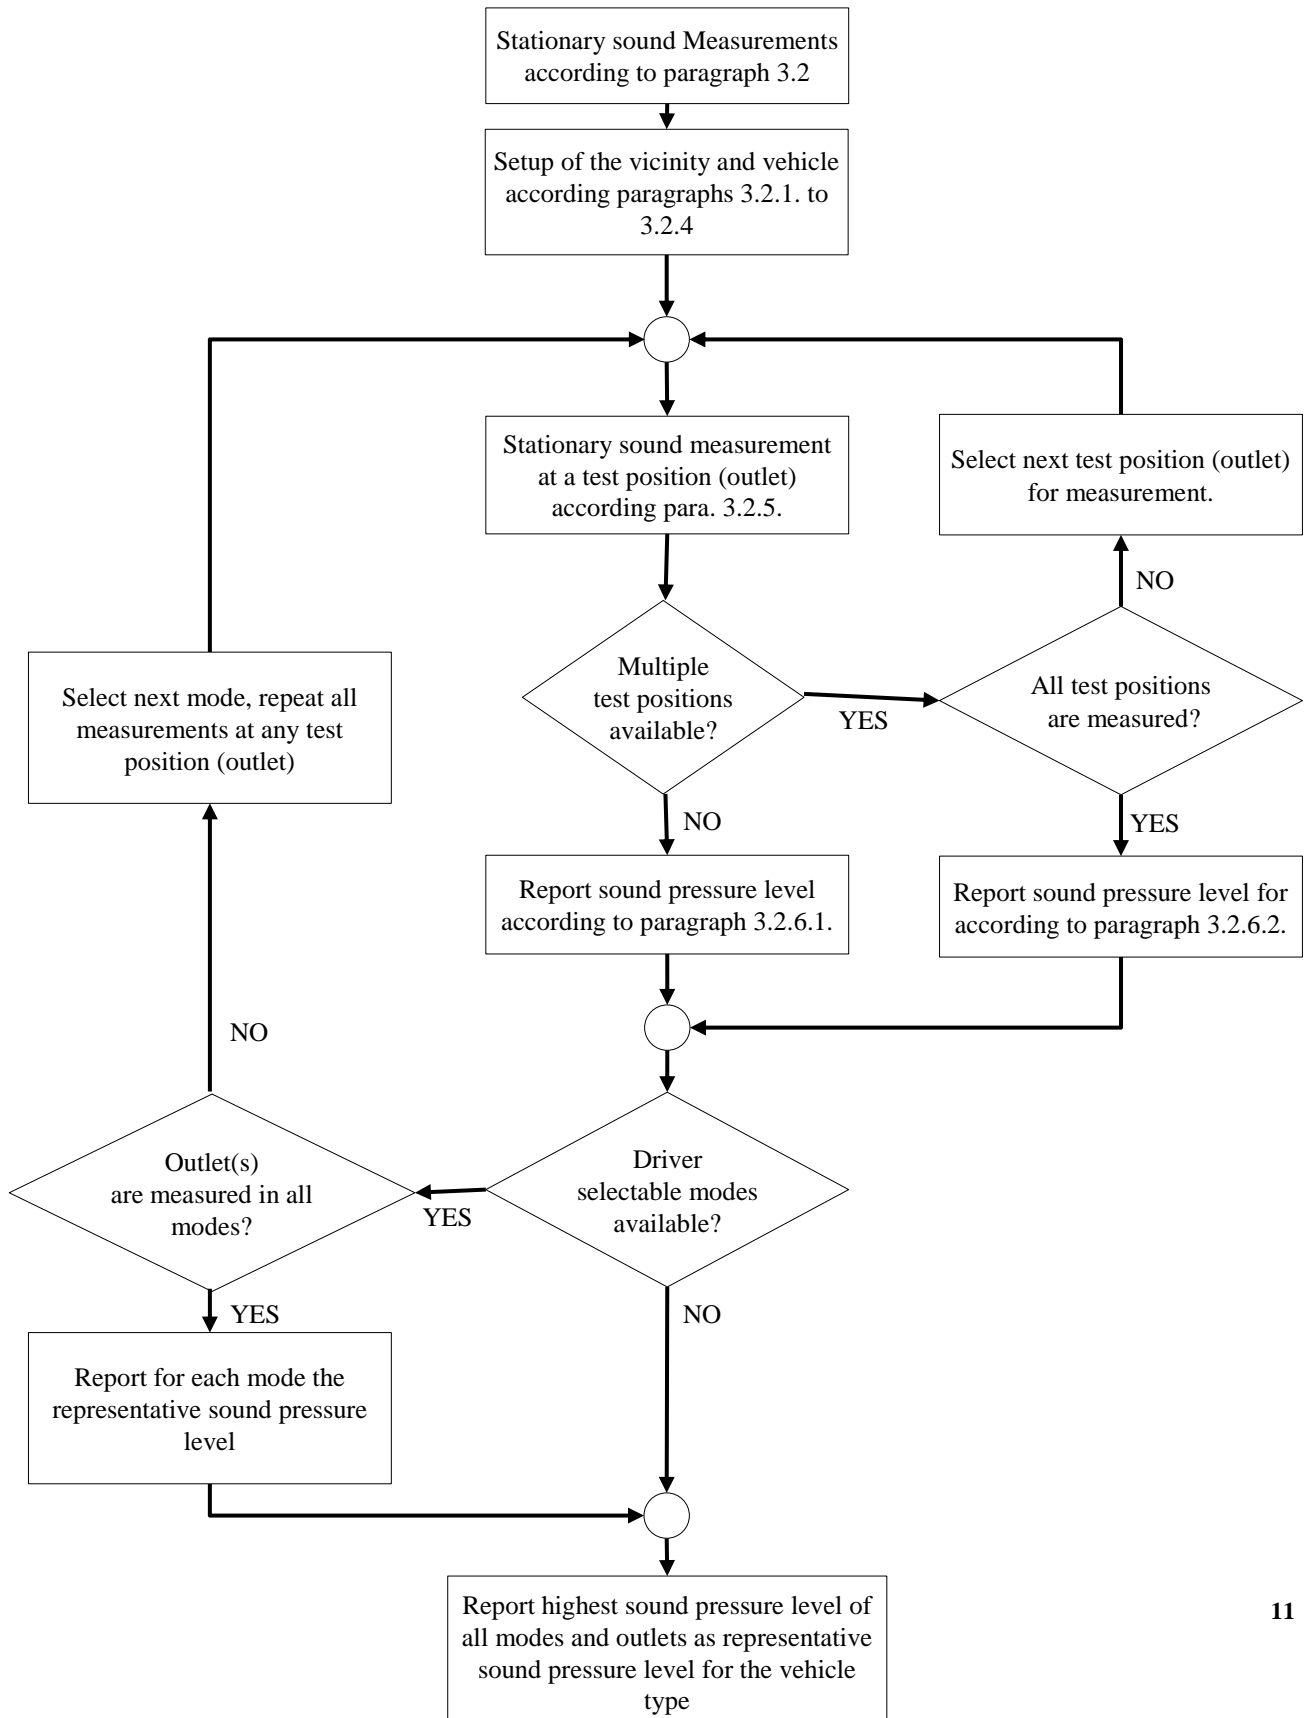 Stationary sound Measurements
according to paragraph 3.2
Setup of the vicinity and vehicle
according paragraphs 3.2.1. to
3.2.4
Stationary sound measurement
at a test position (outlet)
according para. 3.2.5.
Select next test position (outlet)
for measurement.
NO
Multiple
test positions
available?
YES
All test positions
are measured?
Select next mode, repeat all
measurements at any test
position (outlet)
NO
YES
Report sound pressure level
according to paragraph 3.2.6.1.
Report sound pressure level for
according to paragraph 3.2.6.2.
NO
Outlet(s)
are measured in all
modes?
YES
Driver
selectable modes
available?
YES
NO
Report for each mode the
representative sound pressure
level
Report highest sound pressure level of
all modes and outlets as representative
sound pressure level for the vehicle
type
11